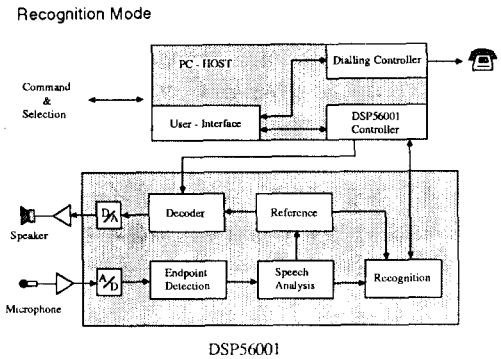 Recognition Mode
PC - HOST
Dialling Controller
Command
&
Selection
User - Interface
DSP56001
Controller
D/A
Decoder
Reference
Speaker
A/D
Endpoint
Detection
Speech
Analysis
Recognition
Microphone
DSP56001